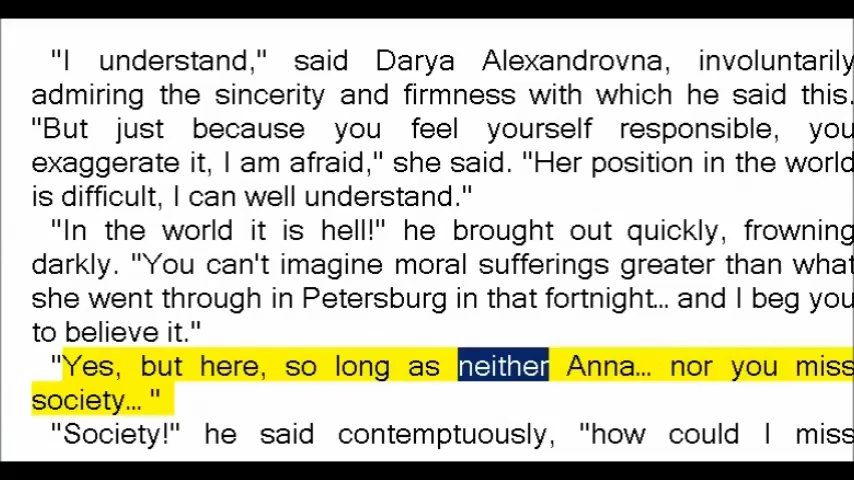 "I understand," said Darya Alexandrovna, involuntarily
admiring the sincerity and firmness with which he said this.
"But just because you feel yourself responsible, you
exaggerate it, I am afraid," she said. "Her position in the world
is difficult, I can well understand."
"In the world it is hell!" he brought out quickly, frowning
darkly. "You can't imagine moral sufferings greater than what
she went through in Petersburg in that fortnight... and I beg you
to believe it."
"Yes, but here, so long as neither Anna... nor you miss
society... "
"Society!" he said contemptuously, "how could I miss